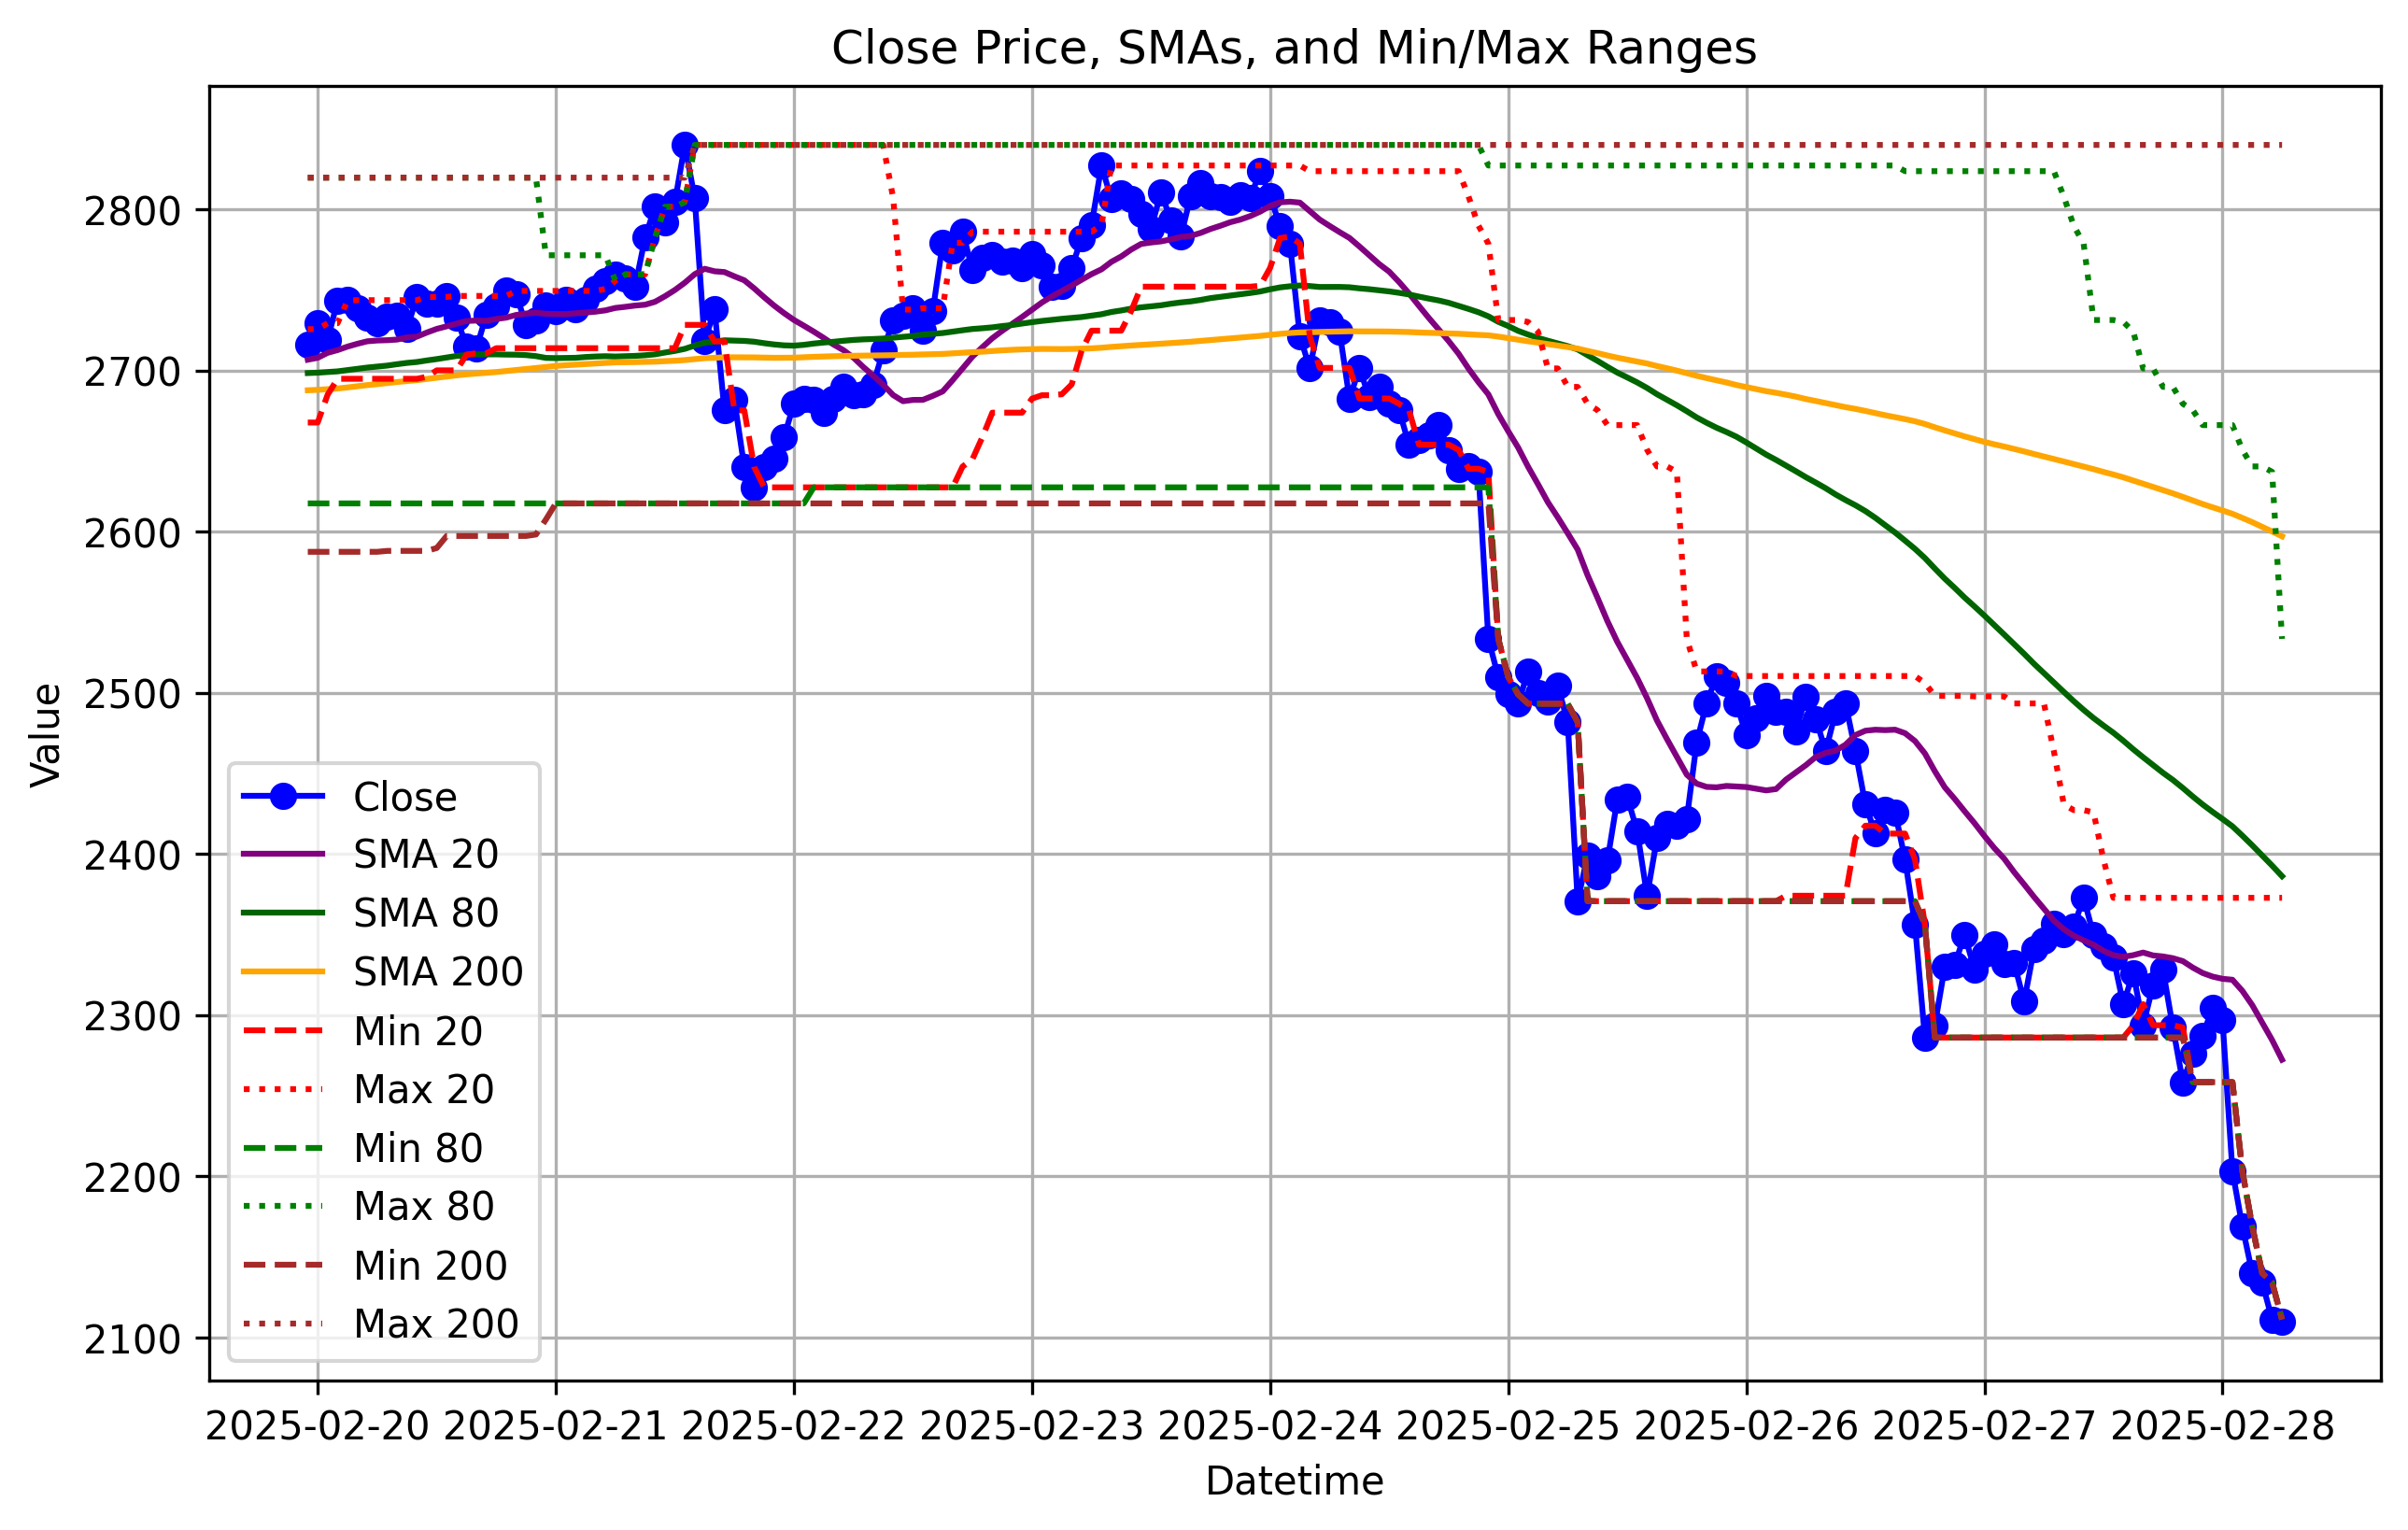 Close Price, SMAs, and Min/Max Ranges
Value
2800
2700
2600
2500
2400
2300
2200
2100
Close
SMA 20
SMA 80
SMA 200
Min 20
Max 20
Min 80
Max 80
Min 200
Max 200
2025-02-20 2025-02-21 2025-02-22 2025-02-23 2025-02-24 2025-02-25 2025-02-26 2025-02-27 2025-02-28
Datetime